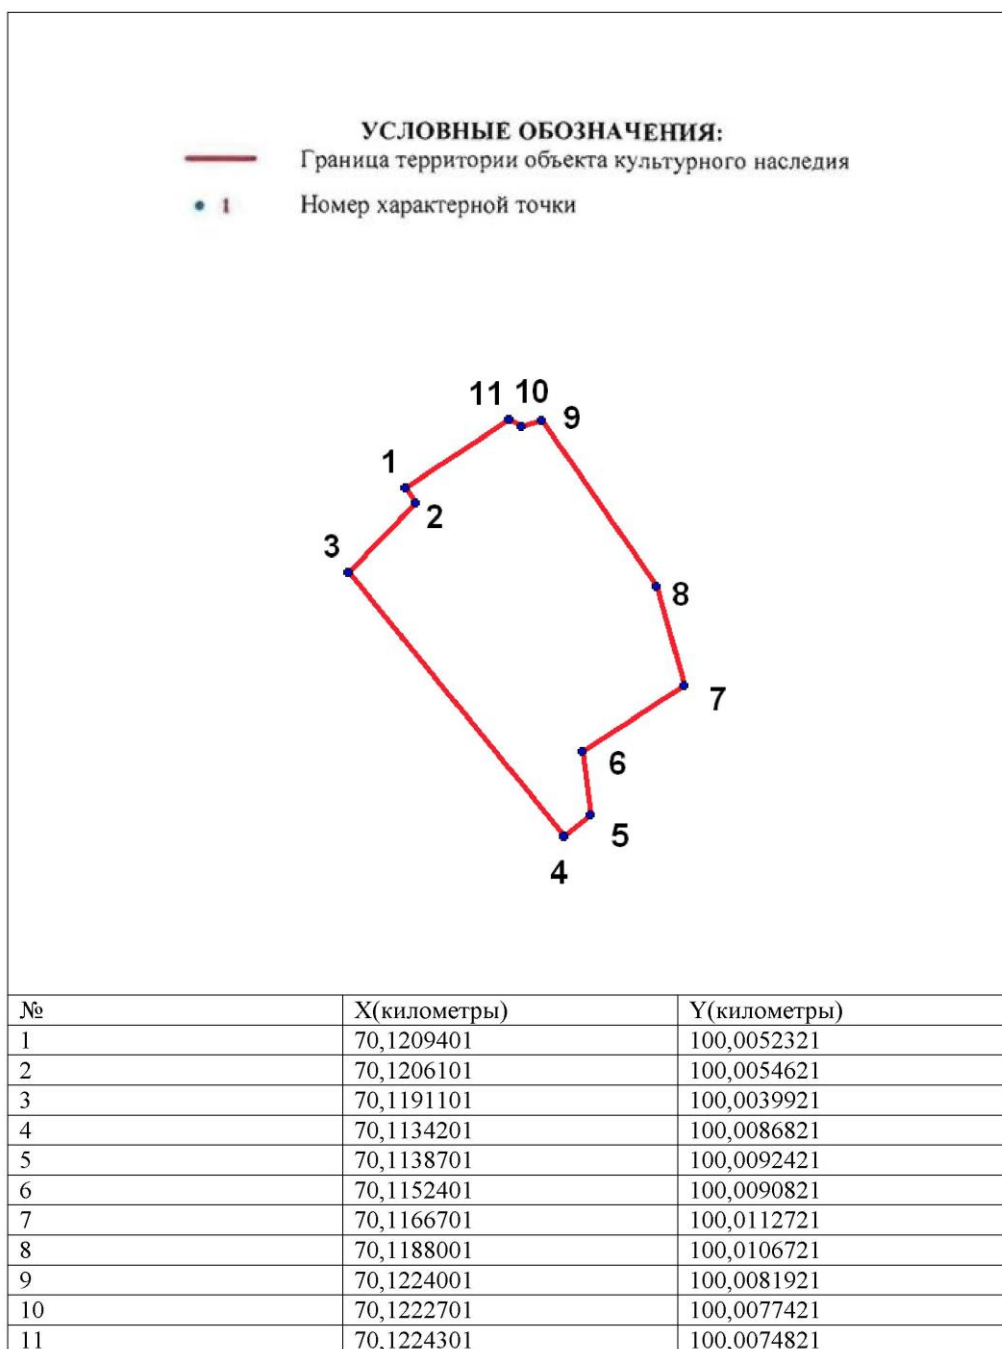 УСЛОВНЫЕ ОБОЗНАЧЕНИЯ:
Граница территории объекта культурного наследия
1 Номер характерной точки
11 10 9
1
2
3
8
7
6
5
4
№ X(километры) Y(километры)
1 70,1209401 100,0052321
2 70,1206101 100,0054621
3 70,1191101 100,0039921
4 70,1134201 100,0086821
5 70,1138701 100,0092421
6 70,1152401 100,0090821
7 70,1166701 100,0112721
8 70,1188001 100,0106721
9 70,1224001 100,0081921
10 70,1222701 100,0077421
11 70,1224301 100,0074821